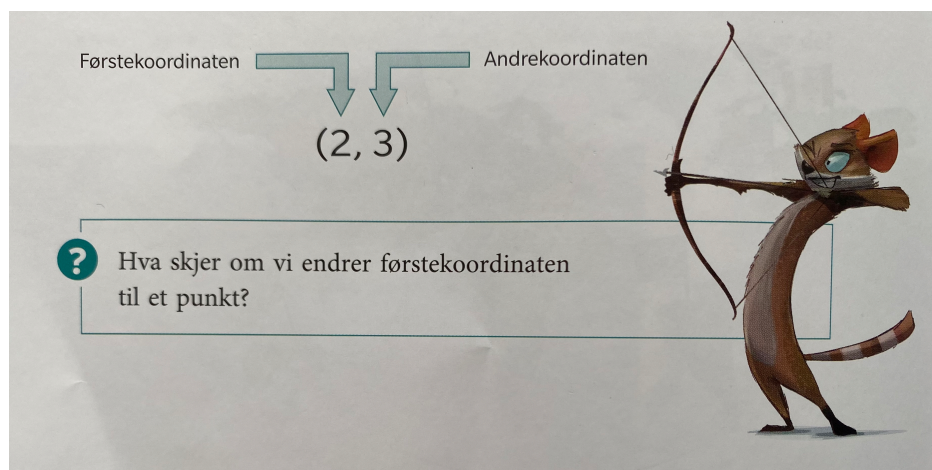 Førstekoordinaten Andrekoordinaten
(2, 3)
?
Hva skjer om vi endrer førstekoordinaten
til et punkt?